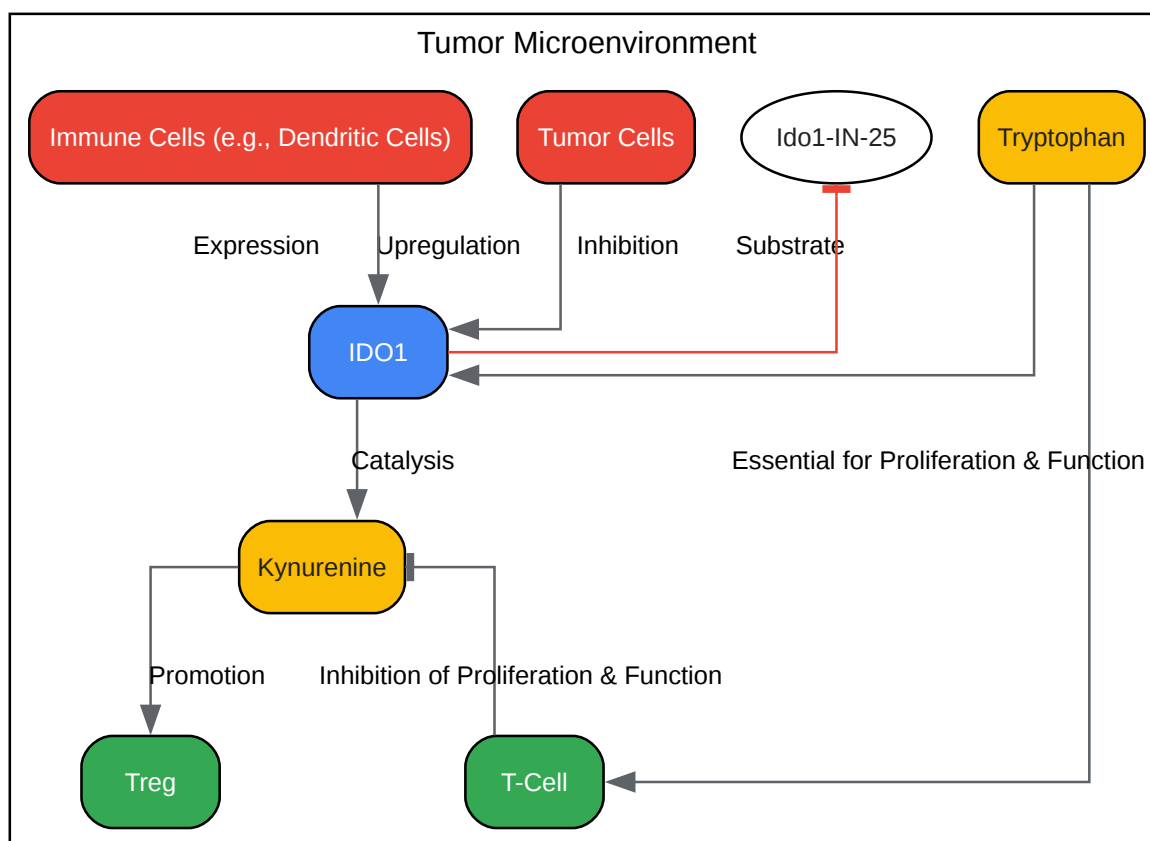 Tumor Microenvironment
Immune Cells (e.g., Dendritic Cells)
Tumor Cells
Ido1-IN-25
Tryptophan
Expression
Upregulation
Inhibition
Substrate
IDO1
Catalysis
Essential for Proliferation & Function
Kynurenine
Promotion
Inhibition of Proliferation & Function
Treg
T-Cell